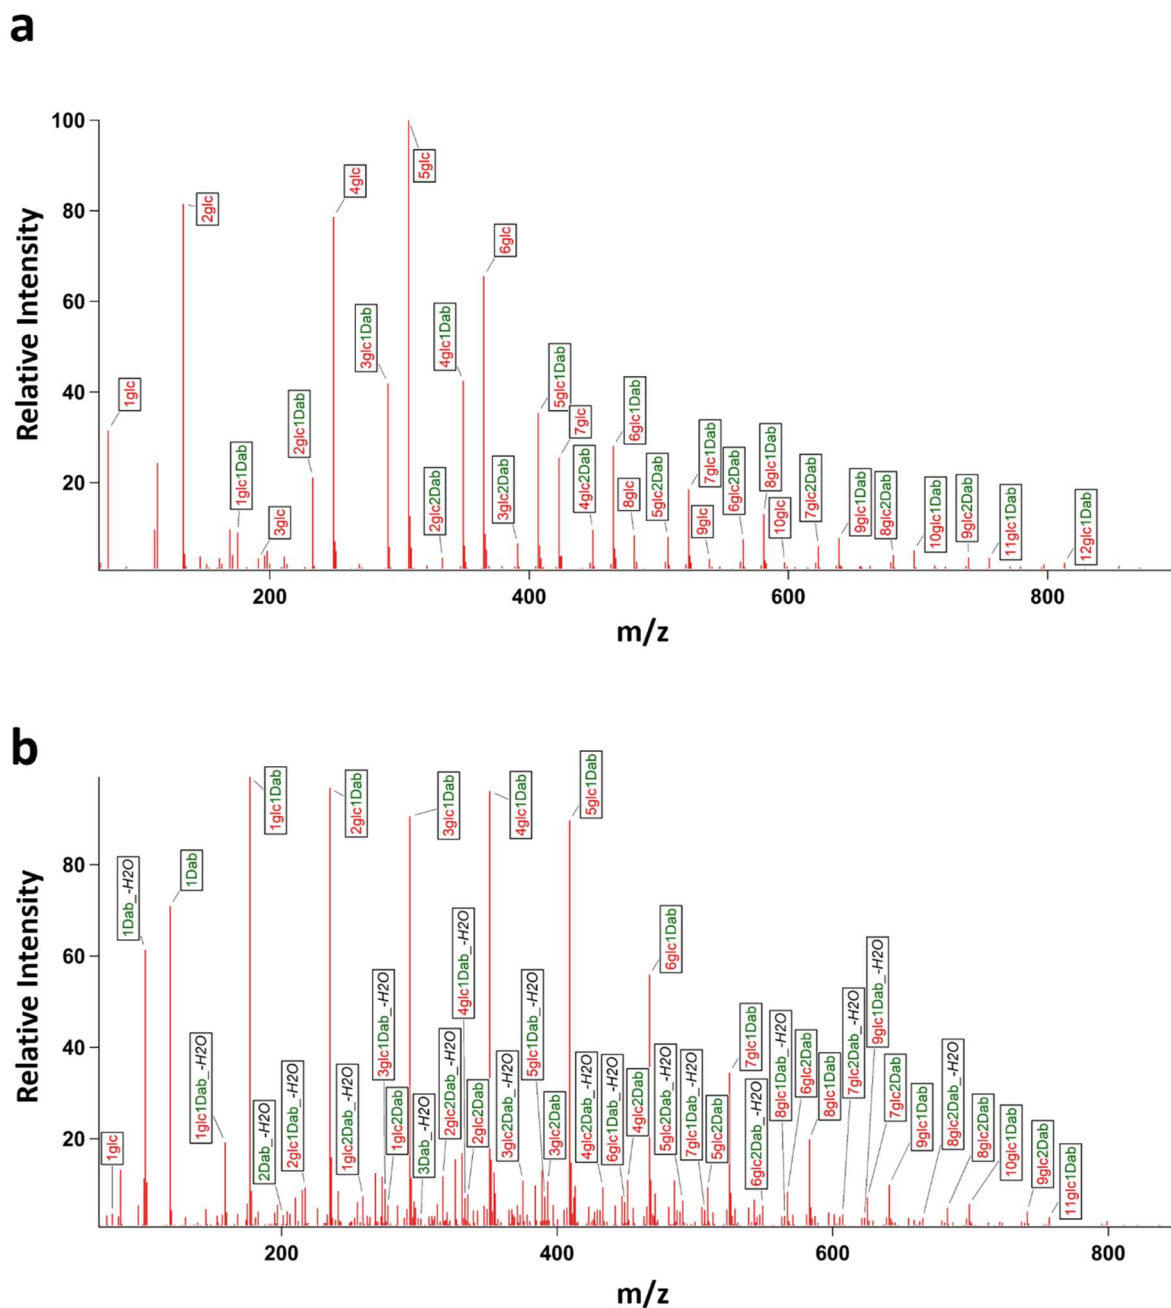 a
Relative Intensity
100
80
60
40
20
1glc
2glc
1glc1Dab
3glc
2glc1Dab
4glc
3glc1Dab
5glc
2glc2Dab
4glc1Dab
6glc
3glc2Dab
5glc1Dab
7glc
4glc2Dab
6glc1Dab
8glc
5glc2Dab
7glc1Dab
9glc
6glc2Dab
8glc1Dab
10glc
7glc2Dab
9glc1Dab
8glc2Dab
10glc1Dab
9glc2Dab
11glc1Dab
12glc1Dab
200
400
600
800
m/z
b
Relative Intensity
80
60
40
20
1glc
1Dab_-H2O
1Dab
1glc1Dab_-H2O
1glc1Dab
2Dab_-H2O
2glc1Dab_-H2O
2glc1Dab
1glc2Dab_-H2O
3glc1Dab_-H2O
1glc2Dab
3glc1Dab
3Dab_-H2O
2glc2Dab_-H2O
4glc1Dab_-H2O
2glc2Dab
4glc1Dab
3glc2Dab_-H2O
5glc1Dab_-H2O
3glc2Dab
5glc1Dab
4glc2Dab_-H2O
6glc1Dab_-H2O
4glc2Dab
6glc1Dab
5glc2Dab_-H2O
7glc1Dab_-H2O
5glc2Dab
7glc1Dab
6glc2Dab_-H2O
8glc1Dab_-H2O
6glc2Dab
8glc1Dab
7glc2Dab_-H2O
9glc1Dab_-H2O
7glc2Dab
9glc1Dab
8glc2Dab_-H2O
8glc2Dab
10glc1Dab
9glc2Dab
11glc1Dab
200
400
600
800
m/z